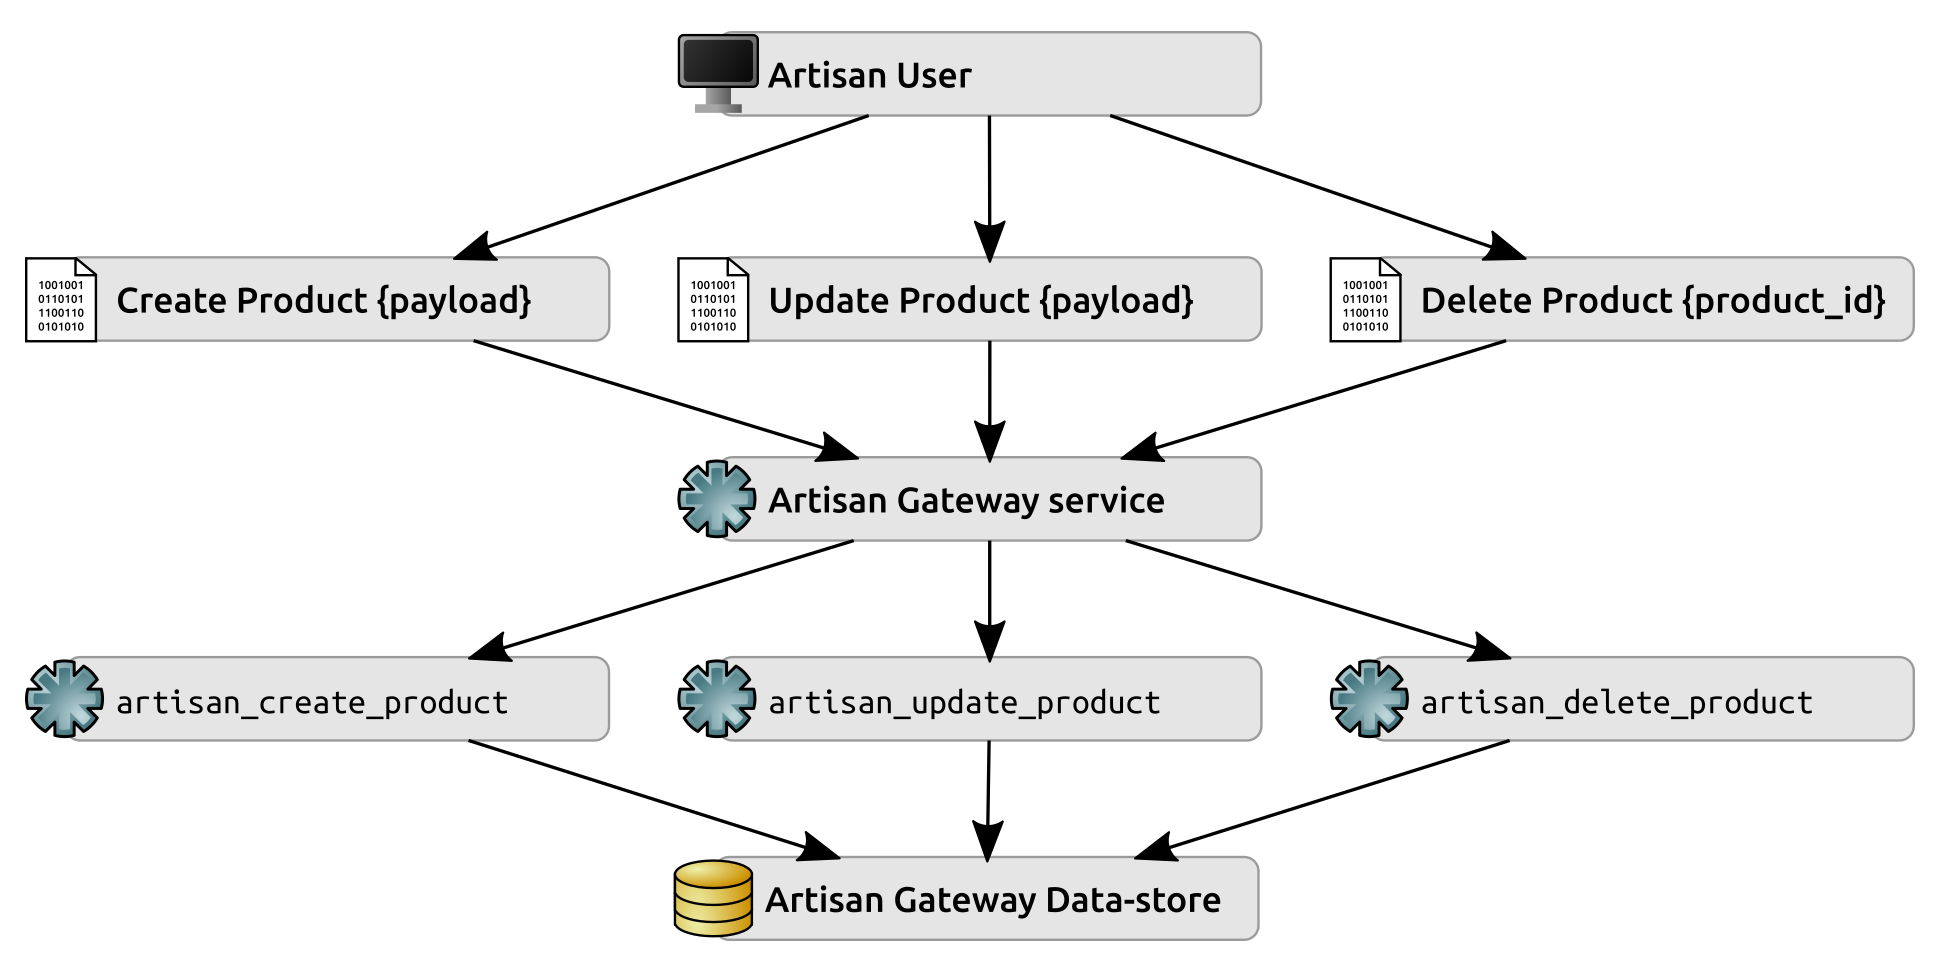 Artisan User
1001001
0110101
1100110
0101010
Create Product {payload}
1001001
0110101
1100110
0101010
Update Product {payload}
1001001
0110101
1100110
0101010
Delete Product {product_id}
Artisan Gateway service
artisan_create_product
artisan_update_product
artisan_delete_product
Artisan Gateway Data-store